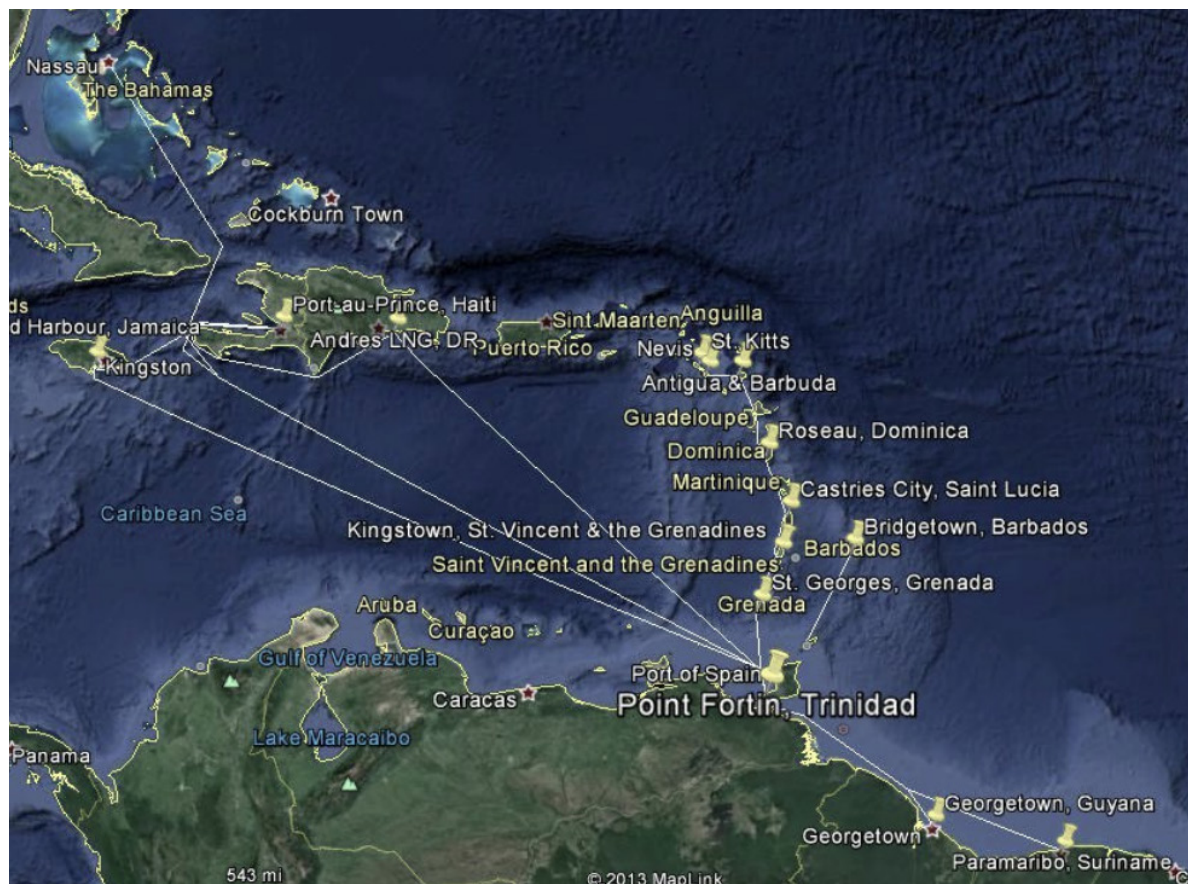 Nassau
The Bahamas
Cockburn Town
ds
Port-au-Prince, Haiti
d Harbour, Jamaica
Sint Maarten
Anguilla
Andres LNG, DR
Puerto Rico
Nevis
St. Kitts
Kingston
Antigua & Barbuda
Guadeloupe
Roseau, Dominica
Dominica
Martinique
Castries City, Saint Lucia
Caribbean Sea
Kingstown, St. Vincent & the Grenadines
Bridgetown, Barbados
Barbados
Saint Vincent and the Grenadines
St. Georges, Grenada
Grenada
Aruba
Curaçao
Gulf of Venezuela
Port of Spain
Caracas
Point Fortin, Trinidad
Lake Maracaibo
Panama
Georgetown, Guyana
Georgetown
Paramaribo, Suriname
543 mi
© 2013 MapLink